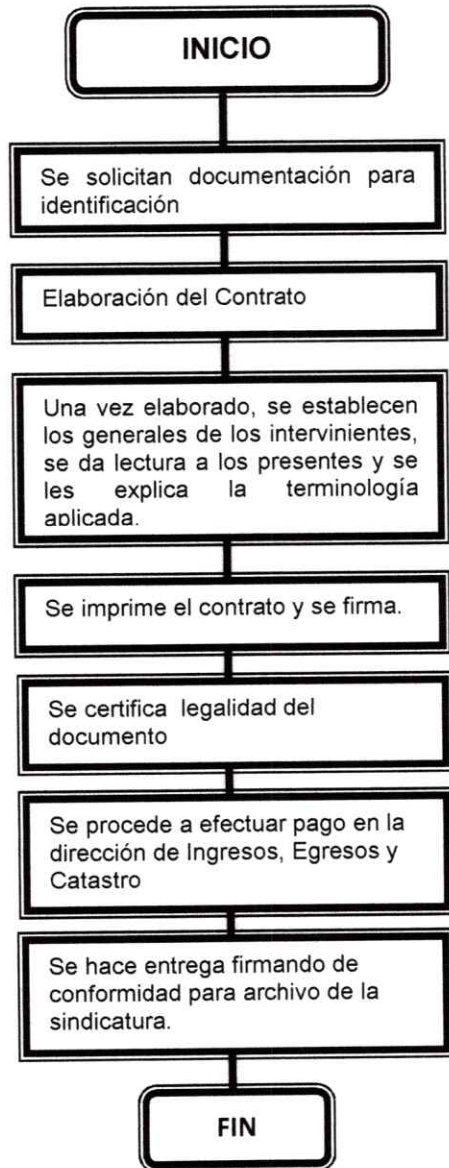 INICIO
Se solicitan documentación para
identificación
Elaboración del Contrato
Una vez elaborado, se establecen
los generales de los intervinientes,
se da lectura a los presentes y se
les explica la terminología
aplicada.
Se imprime el contrato y se firma.
Se certifica legalidad del
documento
Se procede a efectuar pago en la
dirección de Ingresos, Egresos y
Catastro
Se hace entrega firmando de
conformidad para archivo de la
sindicatura.
FIN